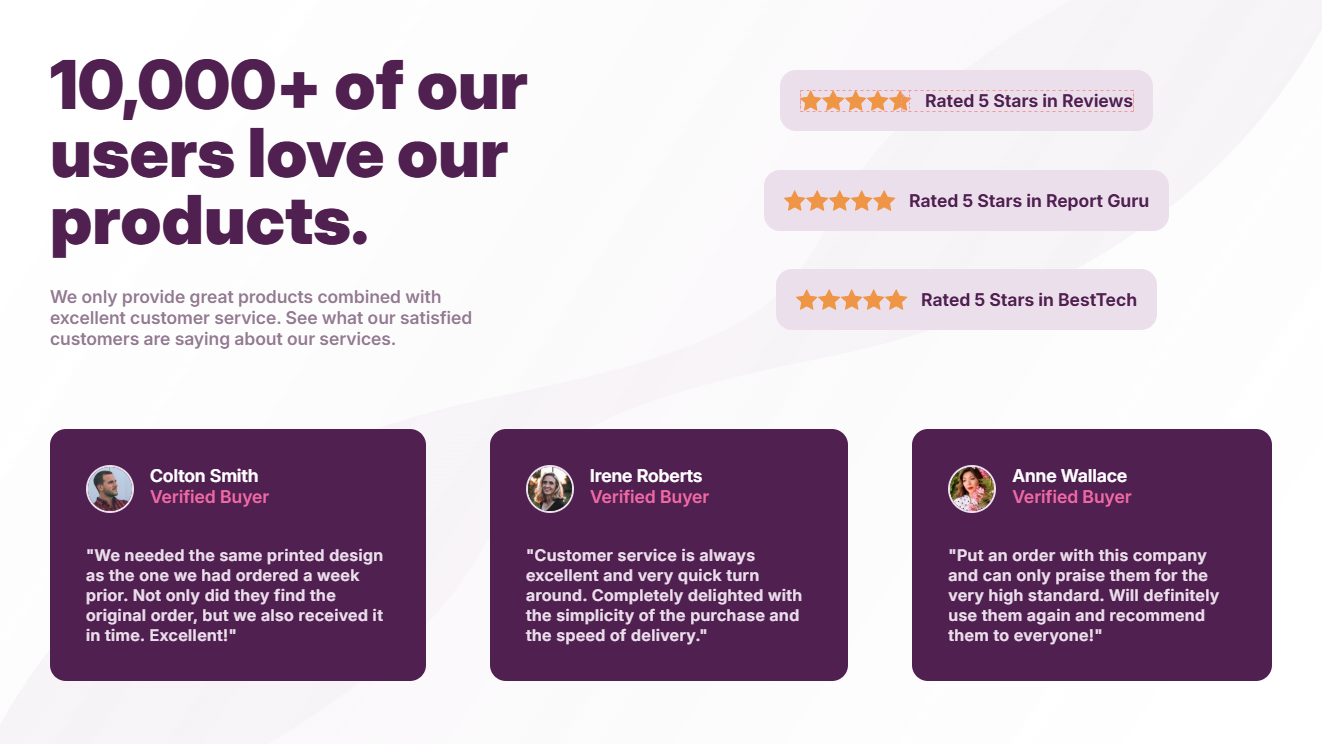 10,000+ of our
users love our
products.
We only provide great products combined with
excellent customer service. See what our satisfied
customers are saying about our services.
Rated 5 Stars in Reviews
Rated 5 Stars in Report Guru
Rated 5 Stars in BestTech
Colton Smith
Verified Buyer
"We needed the same printed design
as the one we had ordered a week
prior. Not only did they find the
original order, but we also received it
in time. Excellent!"
Irene Roberts
Verified Buyer
"Customer service is always
excellent and very quick turn
around. Completely delighted with
the simplicity of the purchase and
the speed of delivery."
Anne Wallace
Verified Buyer
"Put an order with this company
and can only praise them for the
very high standard. Will definitely
use them again and recommend
them to everyone!"